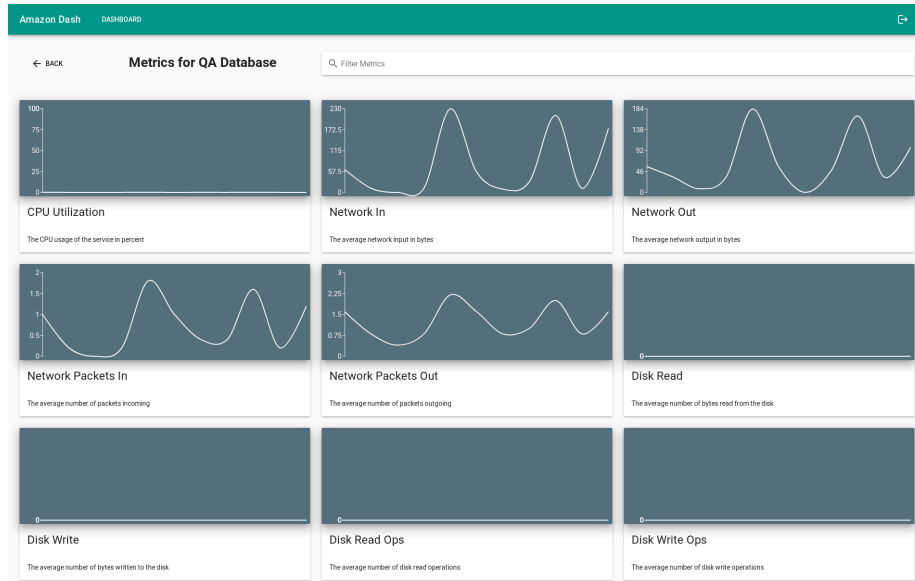 Amazon Dash DASHBOARD
BACK Metrics for QA Database Filter Metrics
100
75
50
25
0
CPU Utilization
The CPU usage of the service in percent
230
172.5
115
57.5
0
Network In
The average network input in bytes
184
138
92
46
0
Network Out
The average network output in bytes
2
1.5
1
0.5
0
Network Packets In
The average number of packets incoming
3
2.25
1.5
0.75
0
Network Packets Out
The average number of packets outgoing
0
Disk Read
The average number of bytes read from the disk
0
Disk Write
The average number of bytes written to the disk
0
Disk Read Ops
The average number of disk read operations
0
Disk Write Ops
The average number of disk write operations